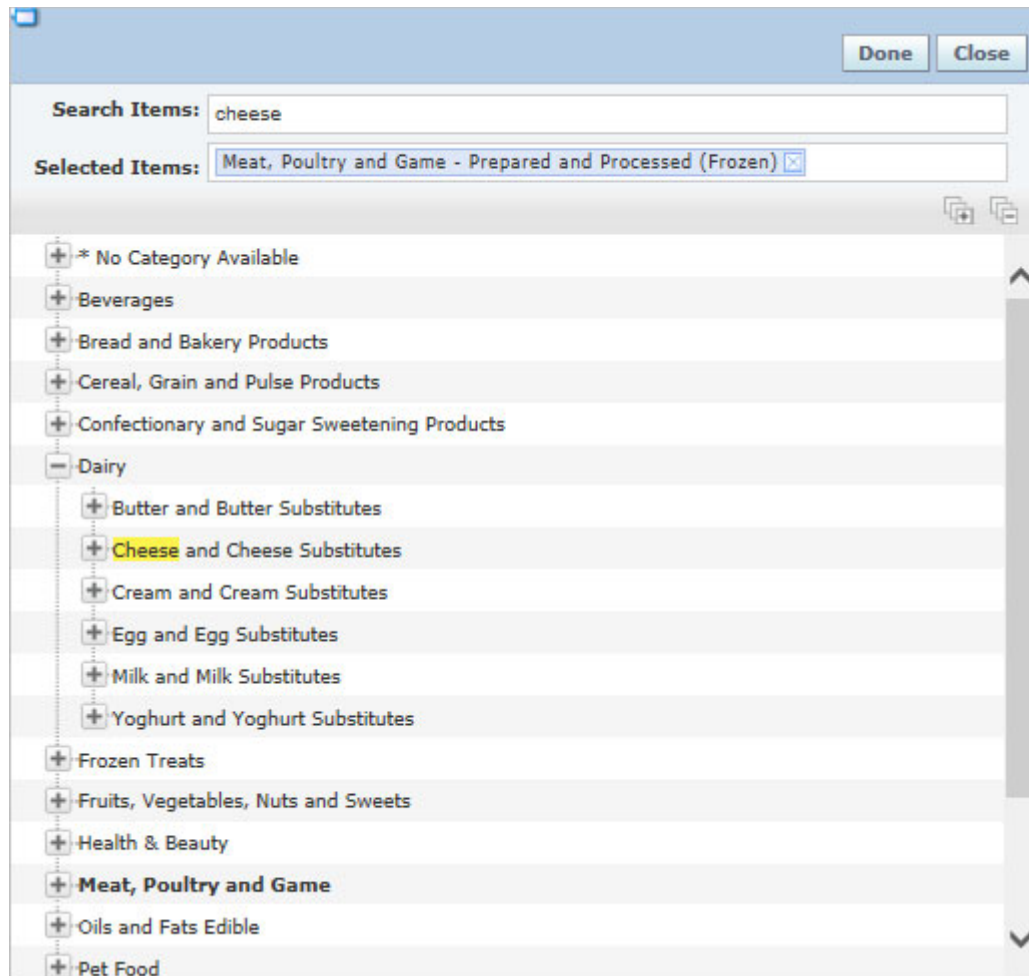 Done Close
Search Items: cheese
Selected Items: Meat, Poultry and Game - Prepared and Processed (Frozen)
* No Category Available
Beverages
Bread and Bakery Products
Cereal, Grain and Pulse Products
Confectionary and Sugar Sweetening Products
Dairy
Butter and Butter Substitutes
Cheese and Cheese Substitutes
Cream and Cream Substitutes
Egg and Egg Substitutes
Milk and Milk Substitutes
Yoghurt and Yoghurt Substitutes
Frozen Treats
Fruits, Vegetables, Nuts and Sweets
Health & Beauty
Meat, Poultry and Game
Oils and Fats Edible
Pet Food